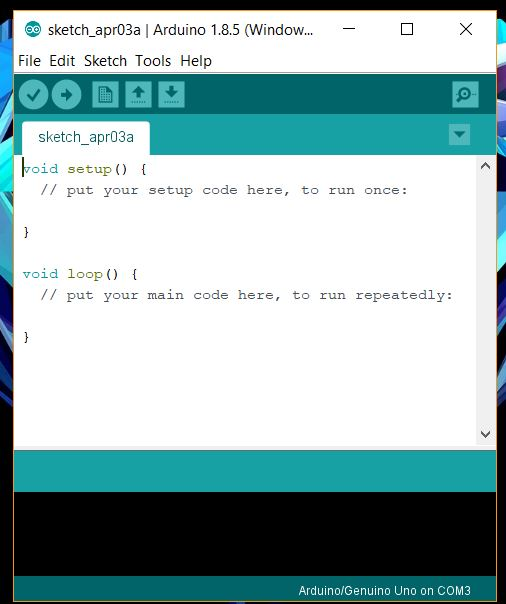 sketch_apr03a | Arduino 1.8.5 (Window...
File Edit Sketch Tools Help
sketch_apr03a
void setup() {
  // put your setup code here, to run once:
}
void loop() {
  // put your main code here, to run repeatedly:
}
Arduino/Genuino Uno on COM3